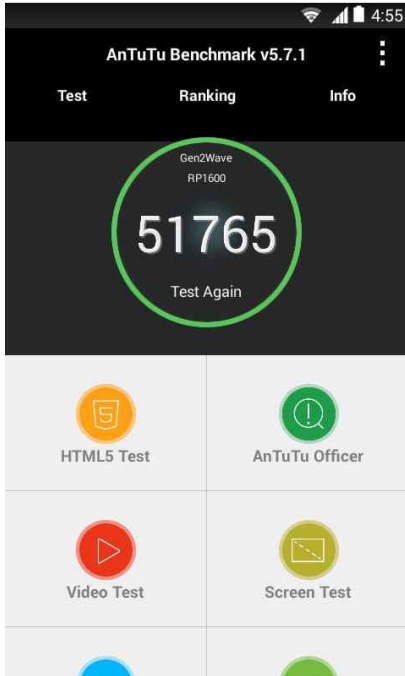 4:55
AnTuTu Benchmark v5.7.1
Test Ranking Info
Gen2Wave
RP1600
51765
Test Again
5
HTML5 Test AnTuTu Officer
Video Test Screen Test